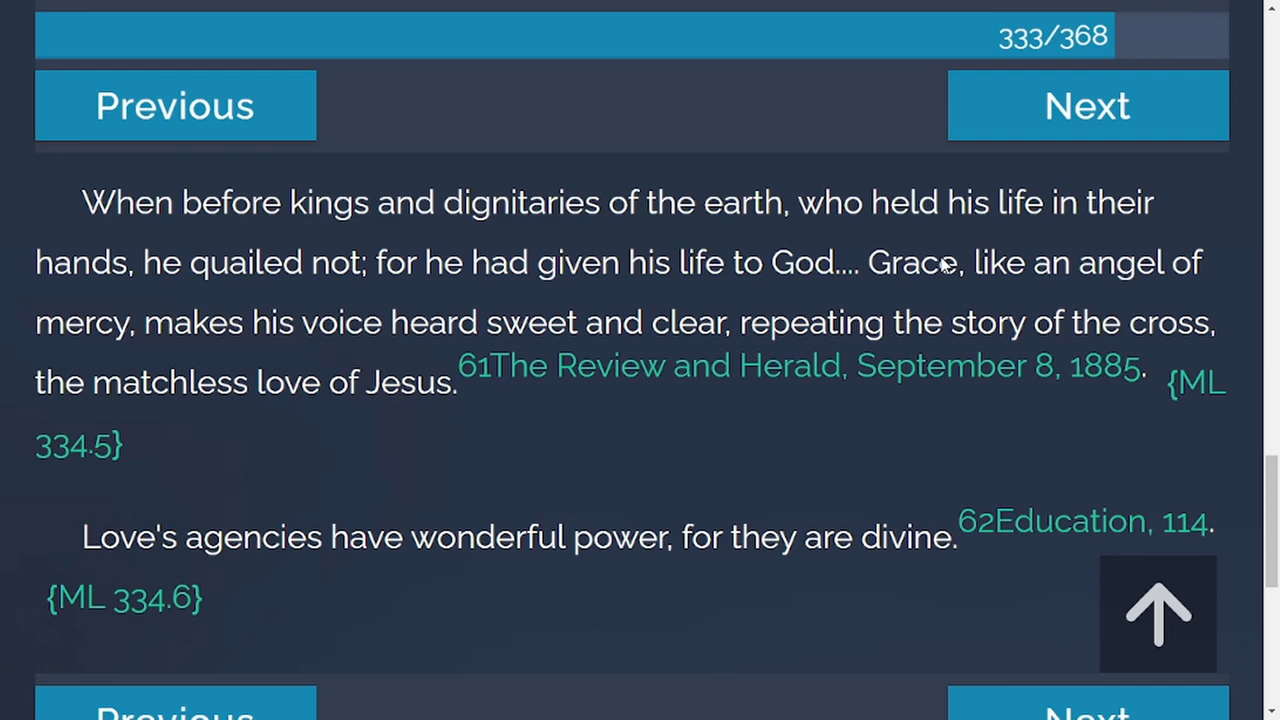 333/368
Previous
Next
When before kings and dignitaries of the earth, who held his life in their
hands, he quailed not; for he had given his life to God.... Grace, like an angel of
mercy, makes his voice heard sweet and clear, repeating the story of the cross,
the matchless love of Jesus.61The Review and Herald, September 8, 1885. {ML
334.5}
Love's agencies have wonderful power, for they are divine.62Education, 114.
{ML 334.6}
Previous
Next